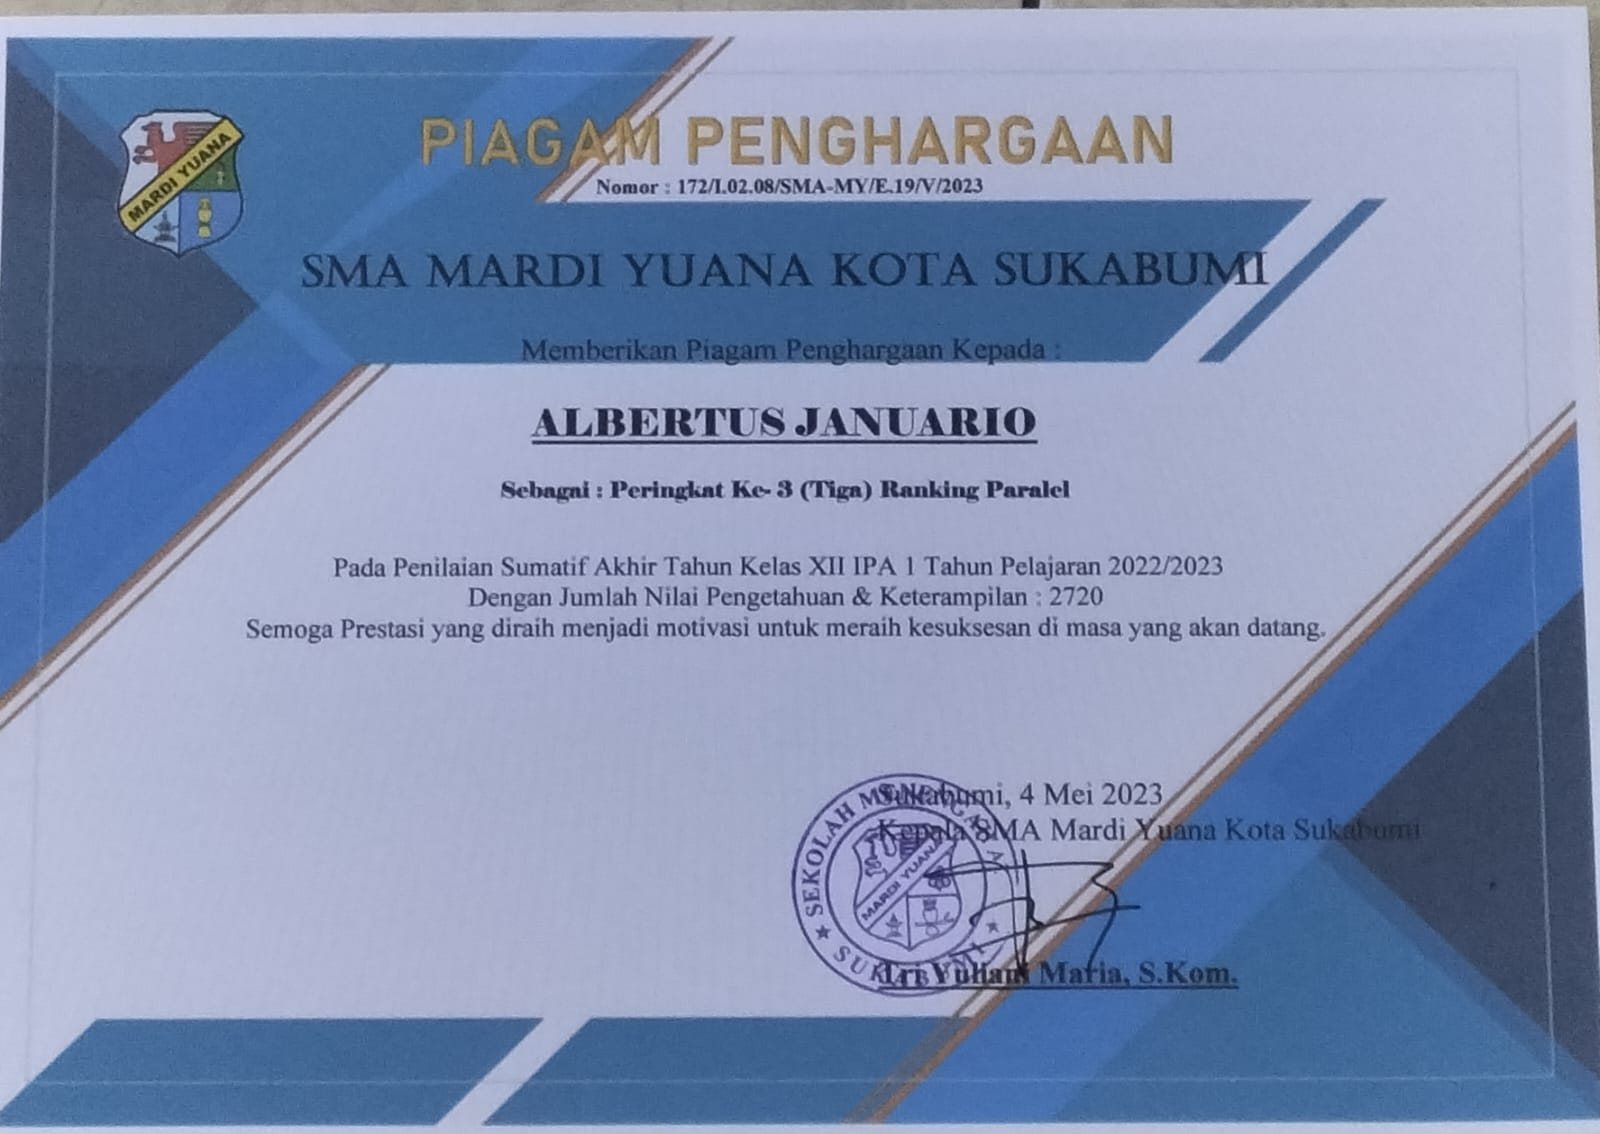 MARDI YUANA
PIAGAM PENGHARGAAN
Nomor : 172/I.02.08/SMA-MY/E.19/V/2023
SMA MARDI YUANA KOTA SUKABUMI
Memberikan Piagam Penghargaan Kepada :
ALBERTUS JANUARIO
Sebagai : Peringkat Ke- 3 (Tiga) Ranking Paralel
Pada Penilaian Sumatif Akhir Tahun Kelas XII IPA 1 Tahun Pelajaran 2022/2023
Dengan Jumlah Nilai Pengetahuan & Keterampilan : 2720
Semoga Prestasi yang diraih menjadi motivasi untuk meraih kesuksesan di masa yang akan datang.
Sukabumi, 4 Mei 2023
Kepala SMA Mardi Yuana Kota Sukabumi
SEKOLAH MENENGAH A
MARDI YUANA
SUKABUMI
Tri Yuliani Maria, S.Kom.